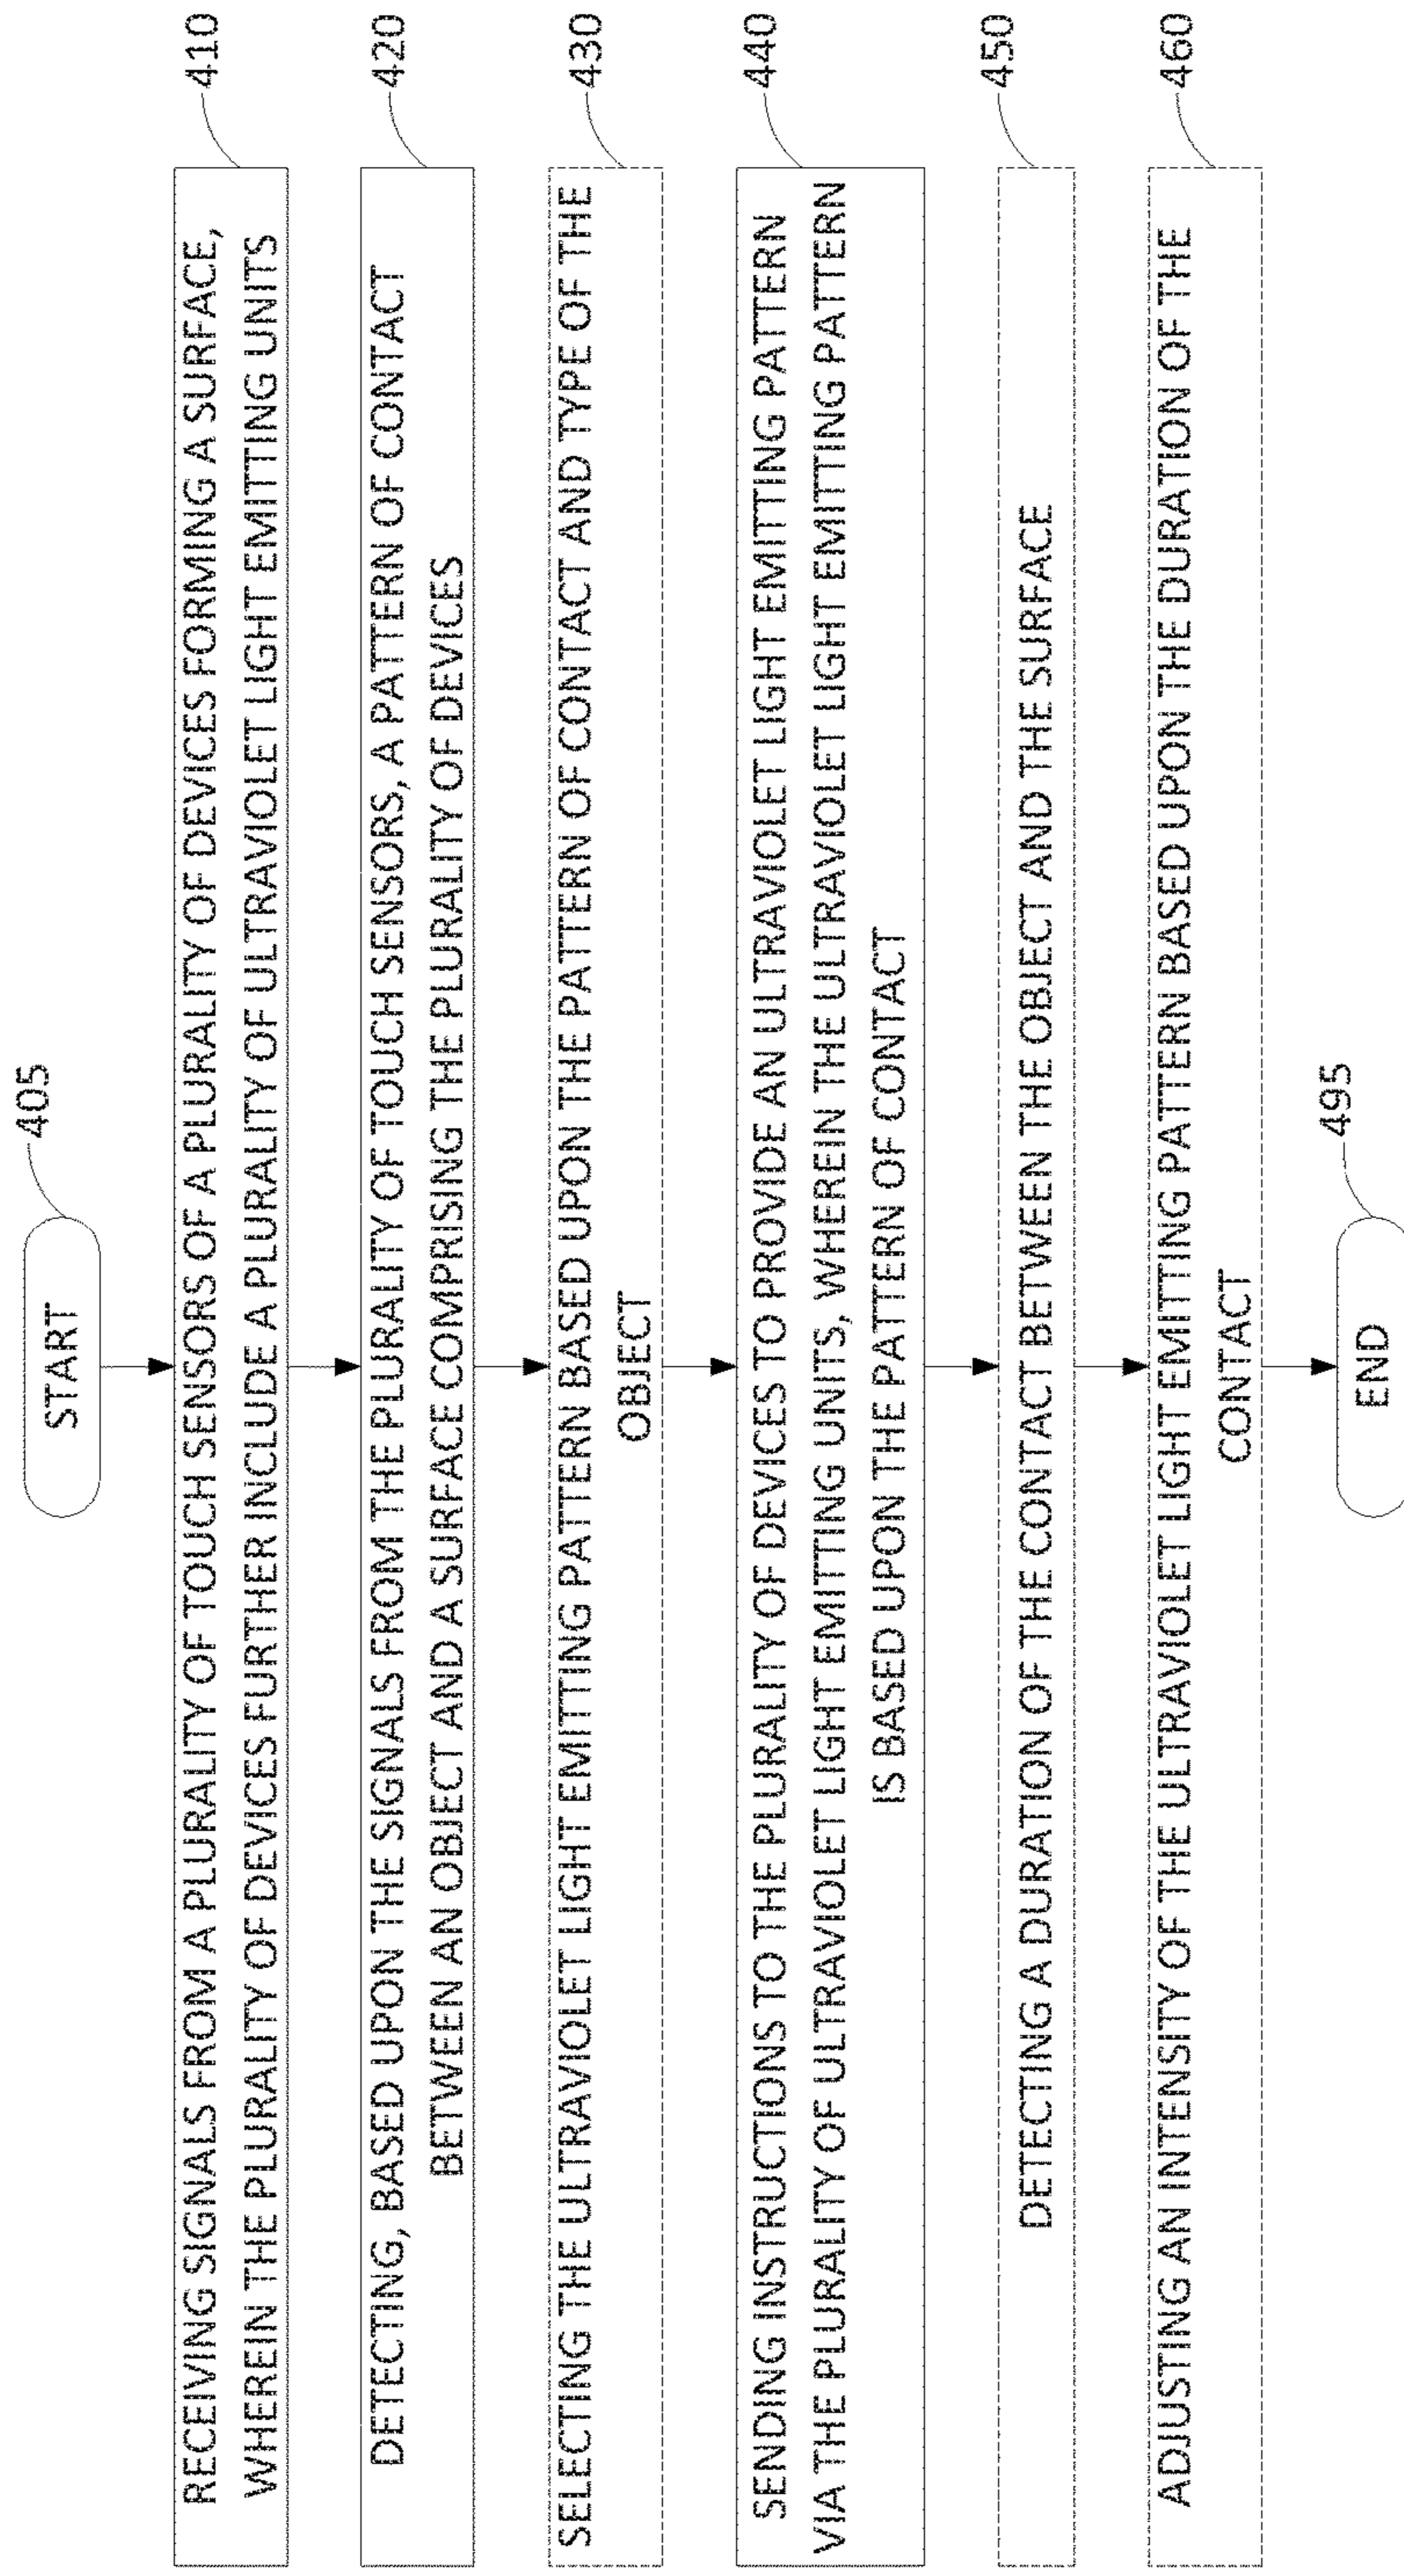 405
START
RECEIVING SIGNALS FROM A PLURALITY OF TOUCH SENSORS OF A PLURALITY OF DEVICES FORMING A SURFACE,
WHEREIN THE PLURALITY OF DEVICES FURTHER INCLUDE A PLURALITY OF ULTRAVIOLET LIGHT EMITTING UNITS
410
DETECTING, BASED UPON THE SIGNALS FROM THE PLURALITY OF TOUCH SENSORS, A PATTERN OF CONTACT
BETWEEN AN OBJECT AND A SURFACE COMPRISING THE PLURALITY OF DEVICES
420
SELECTING THE ULTRAVIOLET LIGHT EMITTING PATTERN BASED UPON THE PATTERN OF CONTACT AND TYPE OF THE
OBJECT
430
SENDING INSTRUCTIONS TO THE PLURALITY OF DEVICES TO PROVIDE AN ULTRAVIOLET LIGHT EMITTING PATTERN
VIA THE PLURALITY OF ULTRAVIOLET LIGHT EMITTING UNITS, WHEREIN THE ULTRAVIOLET LIGHT EMITTING PATTERN
IS BASED UPON THE PATTERN OF CONTACT
440
DETECTING A DURATION OF THE CONTACT BETWEEN THE OBJECT AND THE SURFACE
450
ADJUSTING AN INTENSITY OF THE ULTRAVIOLET LIGHT EMITTING PATTERN BASED UPON THE DURATION OF THE
CONTACT
460
495
END